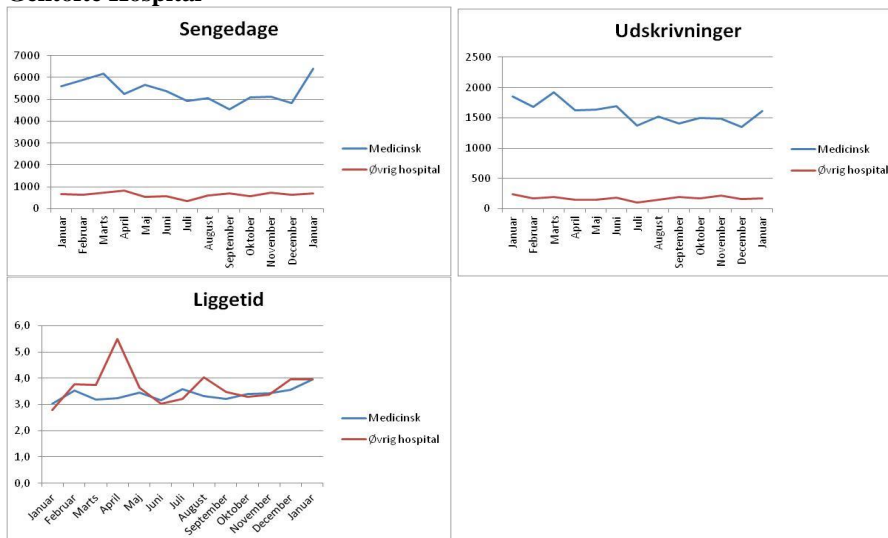 Gentofte Hospital
Sengedage
7000
6000
5000
4000
3000
2000
1000
0
Januar
Februar
Marts
April
Maj
Juni
Juli
August
September
Oktober
November
December
Januar
Medicinsk
Øvrig hospital
Udskrivninger
2500
2000
1500
1000
500
0
Januar
Februar
Marts
April
Maj
Juni
Juli
August
September
Oktober
November
December
Januar
Medicinsk
Øvrig hospital
Liggetid
6,0
5,0
4,0
3,0
2,0
1,0
0,0
Januar
Februar
Marts
April
Maj
Juni
Juli
August
September
Oktober
November
December
Januar
Medicinsk
Øvrig hospital